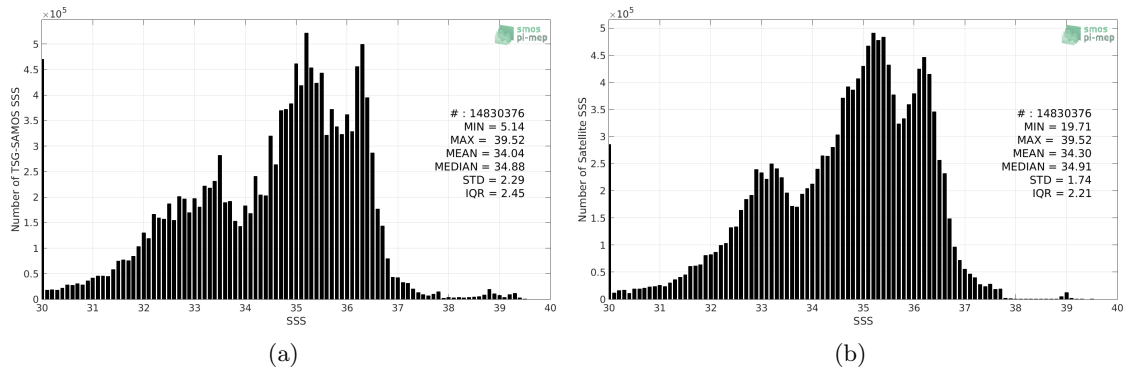 ×10⁵
smos
pi-mep
5
4.5
4
3.5
3
2.5
2
1.5
1
0.5
0
Number of TSG-SAMOS SSS
# : 14830376
MIN = 5.14
MAX = 39.52
MEAN = 34.04
MEDIAN = 34.88
STD = 2.29
IQR = 2.45
30 31 32 33 34 35 36 37 38 39 40
SSS
(a)
×10⁵
smos
pi-mep
5
4.5
4
3.5
3
2.5
2
1.5
1
0.5
0
Number of Satellite SSS
# : 14830376
MIN = 19.71
MAX = 39.52
MEAN = 34.30
MEDIAN = 34.91
STD = 1.74
IQR = 2.21
30 31 32 33 34 35 36 37 38 39 40
SSS
(b)